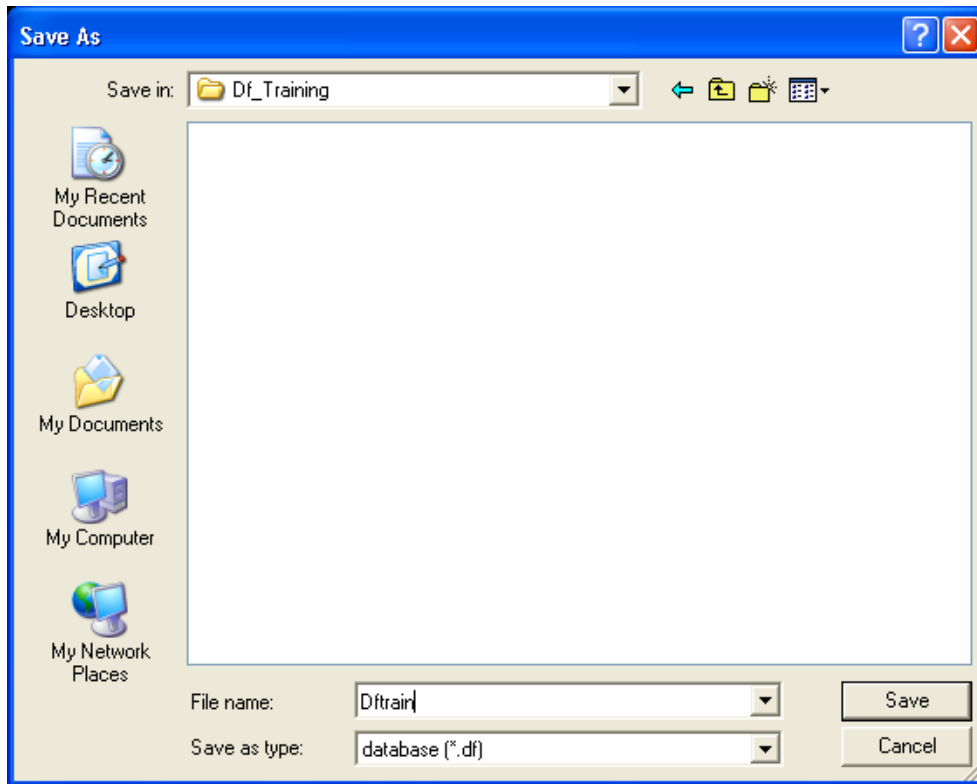 Save As
Save in: Df_Training
My Recent
Documents
Desktop
My Documents
My Computer
My Network
Places
File name: Dftrain
Save
Save as type: database (*.df)
Cancel